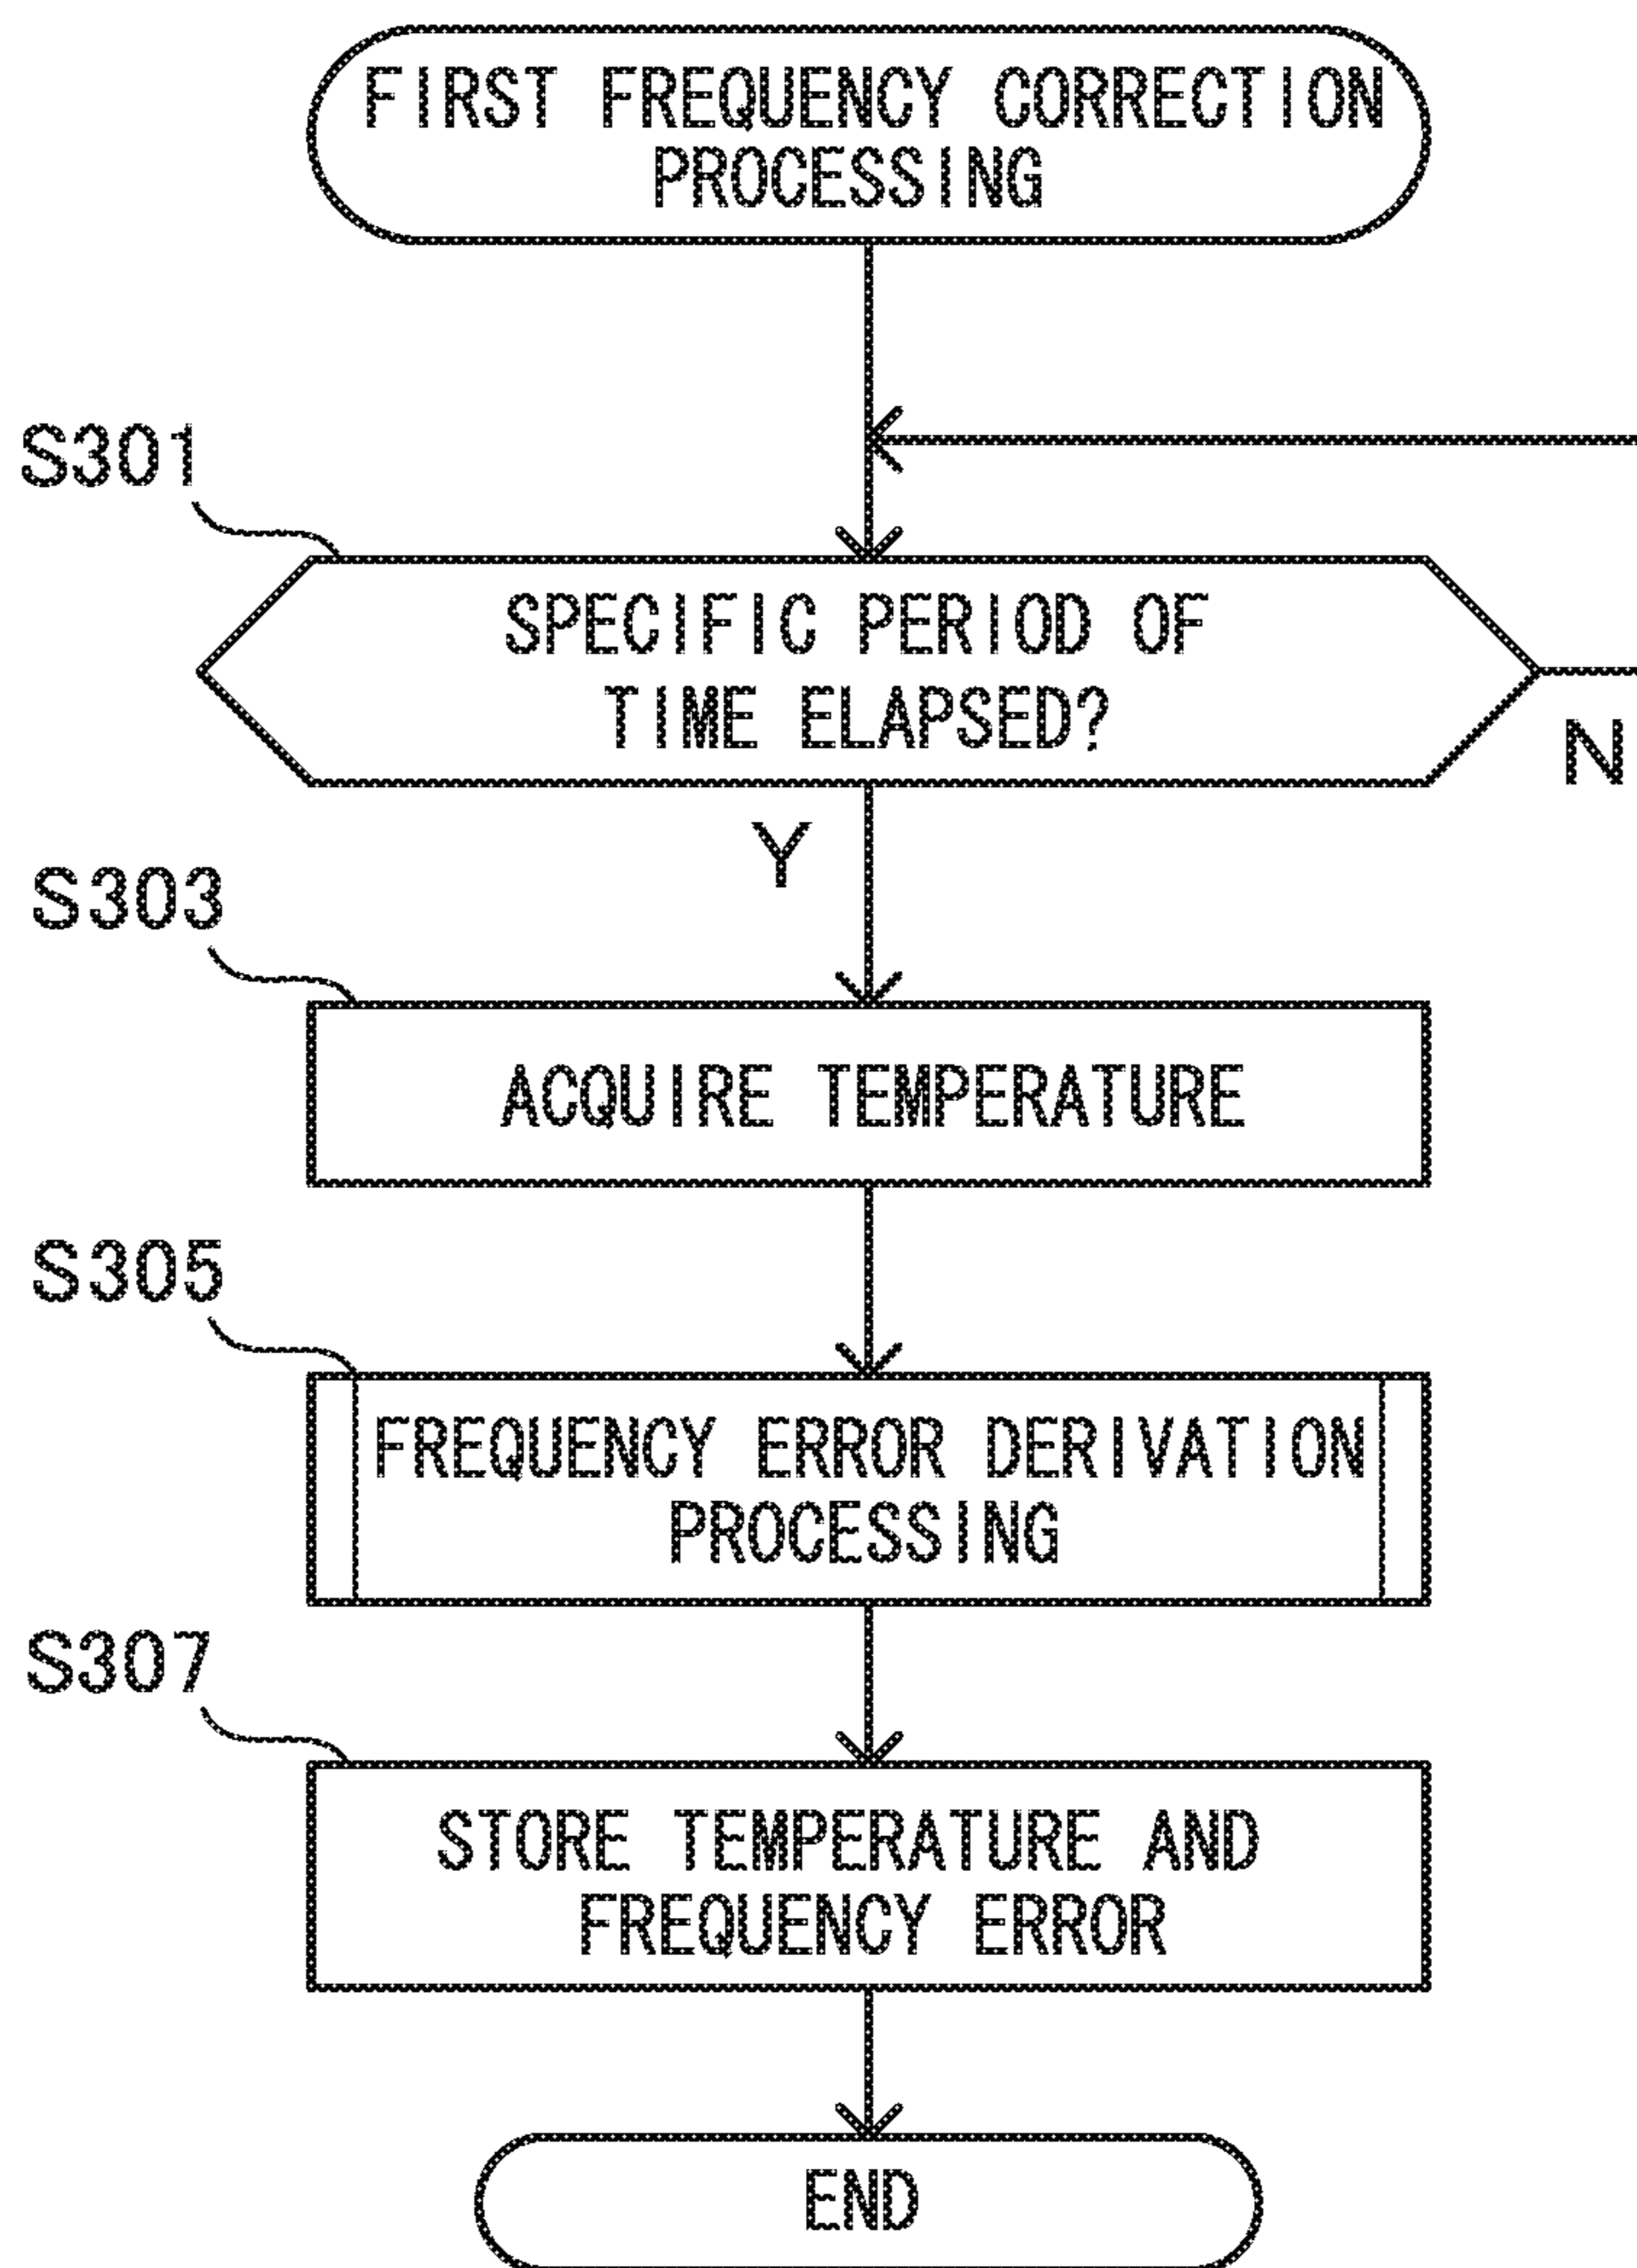 FIRST FREQUENCY CORRECTION
PROCESSING
S301
SPECIFIC PERIOD OF
TIME ELAPSED?
N
Y
S303
ACQUIRE TEMPERATURE
S305
FREQUENCY ERROR DERIVATION
PROCESSING
S307
STORE TEMPERATURE AND
FREQUENCY ERROR
END